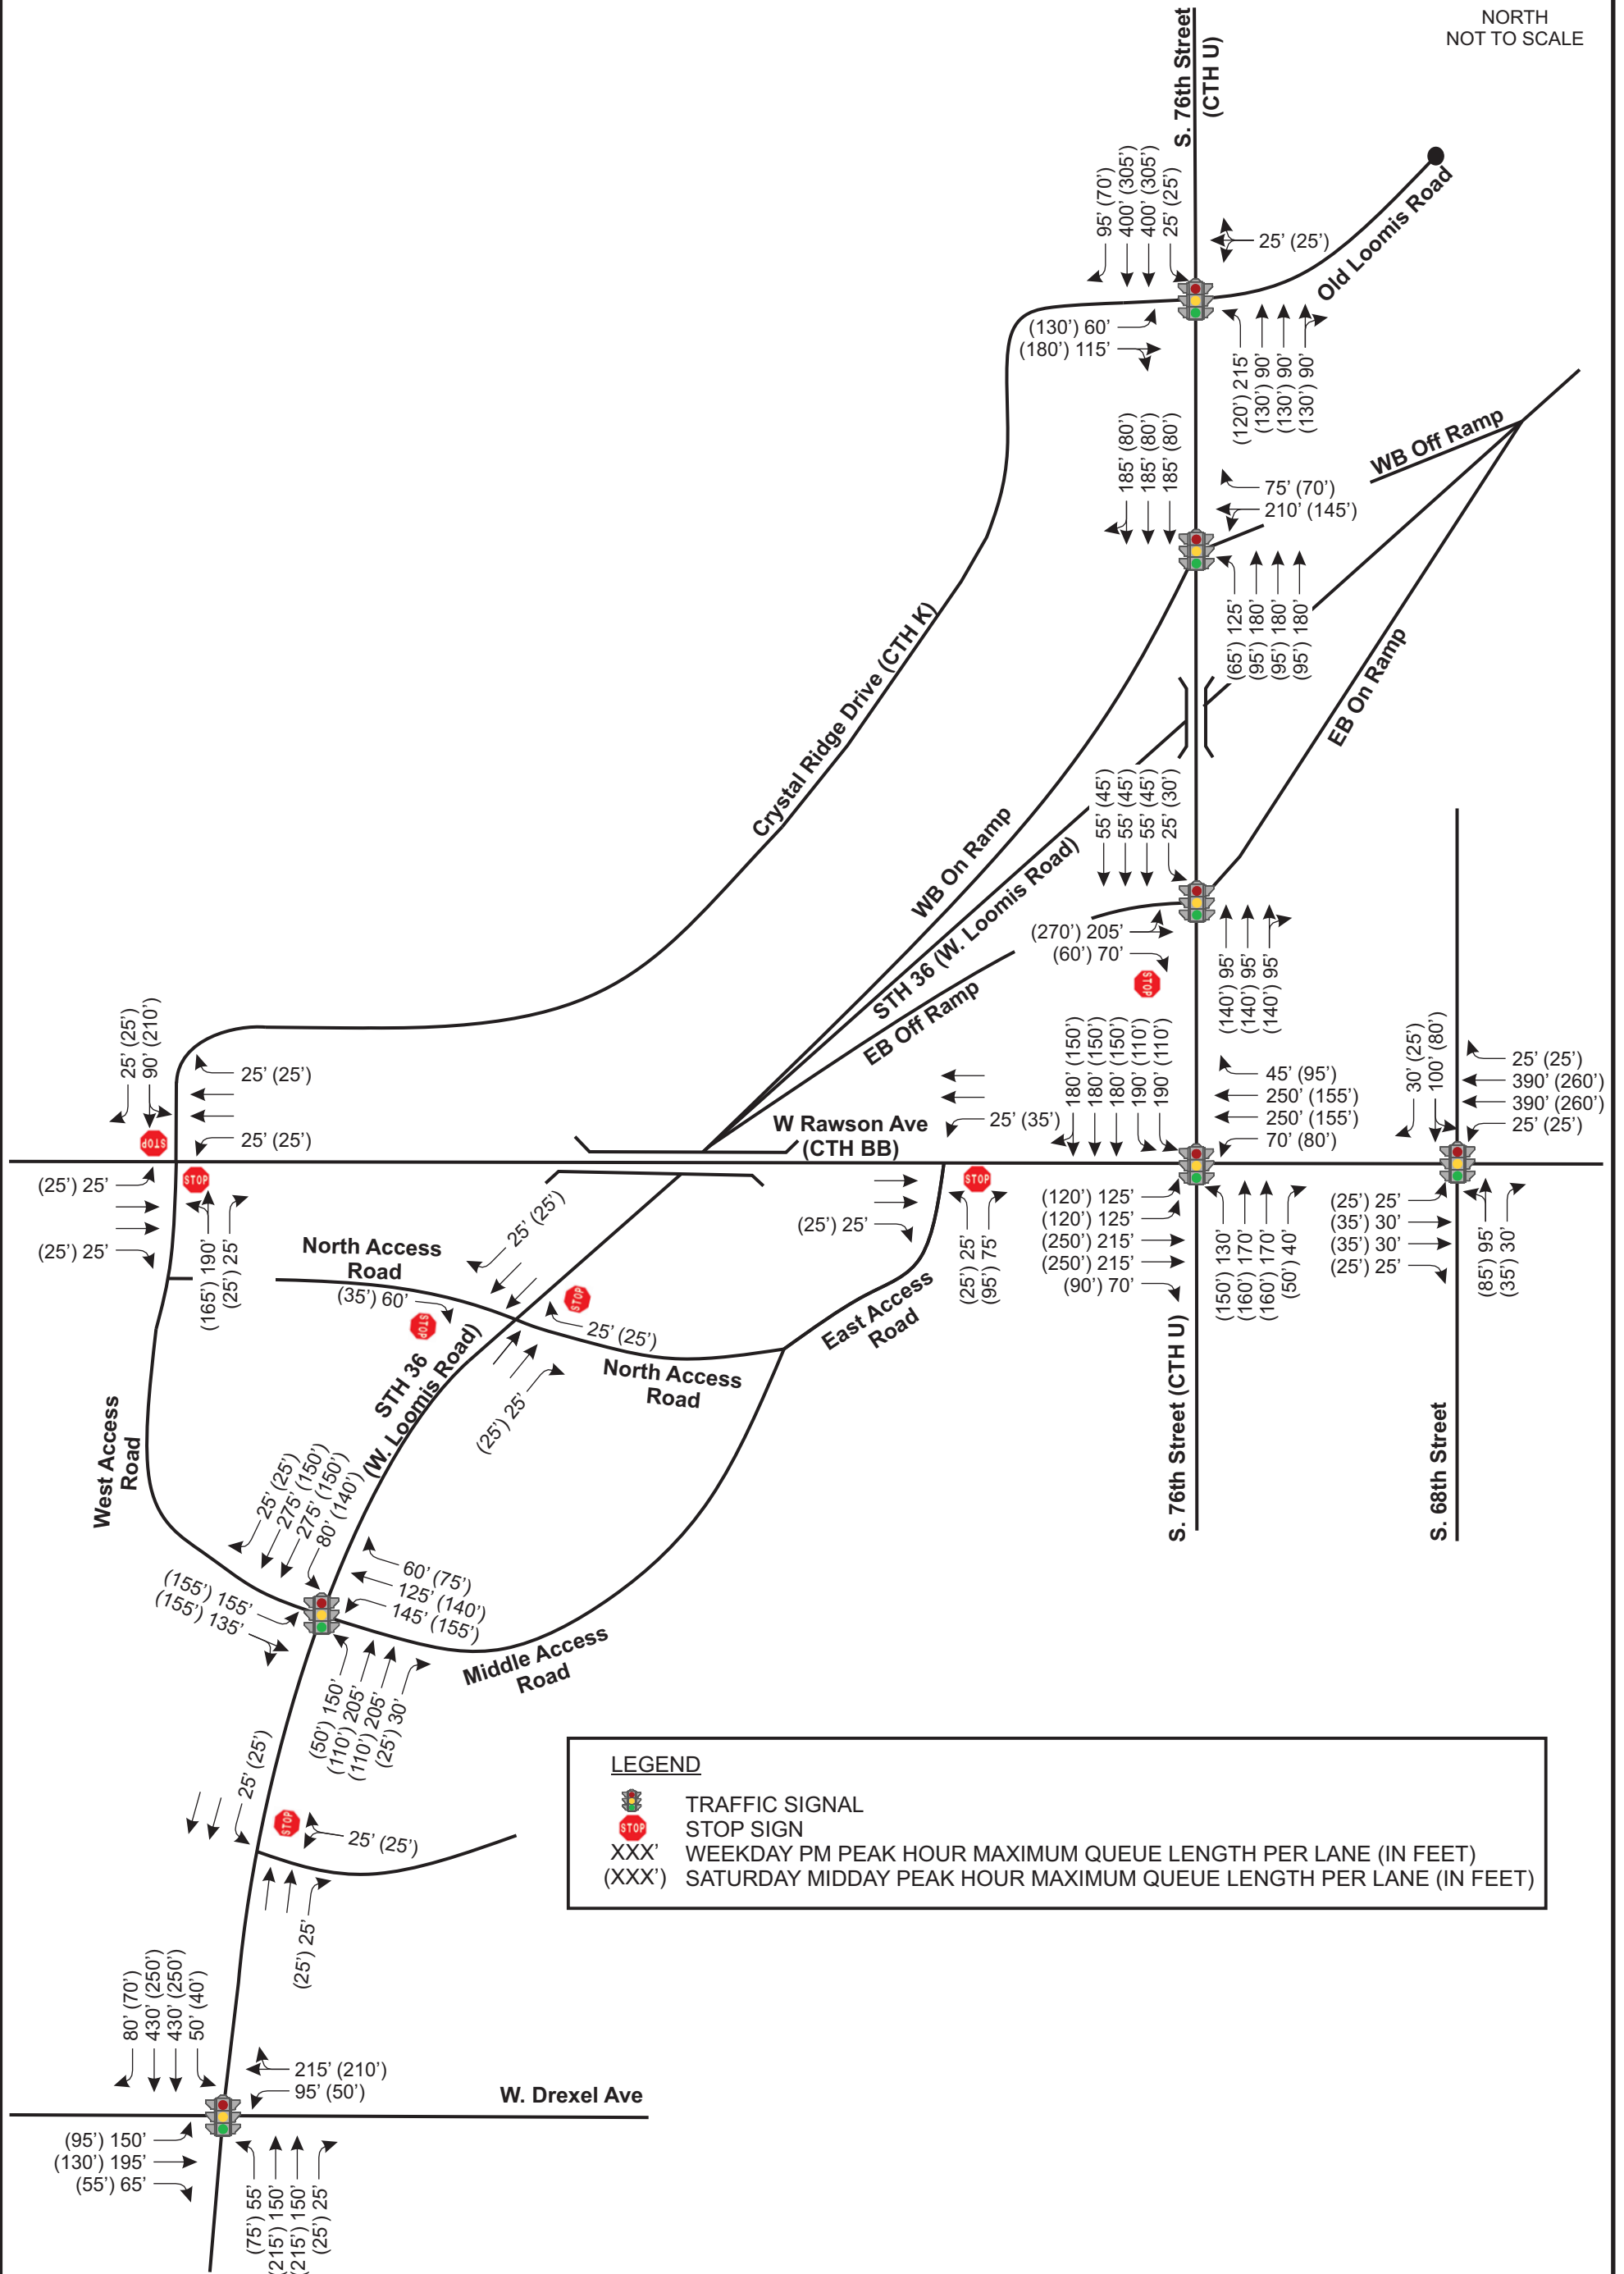 NORTH
NOT TO SCALE
S. 76th Street
(CTH U)
Old Loomis Road
95’ (70’)
400’ (305’)
400’ (305’)
25’ (25’)
25’ (25’)
(130’) 60’
(180’) 115’
(120’) 215’
(130’) 90’
(130’) 90’
(130’) 90’
WB Off Ramp
185’ (80’)
185’ (80’)
185’ (80’)
75’ (70’)
210’ (145’)
(65’) 125’
(95’) 180’
(95’) 180’
(95’) 180’
Crystal Ridge Drive (CTH K)
EB On Ramp
WB On Ramp
STH 36 (W. Loomis Road)
EB Off Ramp
55’ (45’)
55’ (45’)
55’ (45’)
25’ (30’)
(270’) 205’
(60’) 70’
STOP
(140’) 95’
(140’) 95’
(140’) 95’
25’ (25’)
90’ (210’)
25’ (25’)
25’ (25’)
STOP
STOP
(25’) 25’
(25’) 25’
(165’) 190’
(25’) 25’
W Rawson Ave
(CTH BB)
25’ (35’)
(25’) 25’
STOP
(25’) 25’
(95’) 75’
180’ (150’)
180’ (150’)
180’ (150’)
190’ (110’)
190’ (110’)
45’ (95’)
250’ (155’)
250’ (155’)
70’ (80’)
(120’) 125’
(120’) 125’
(250’) 215’
(250’) 215’
(90’) 70’
(150’) 130’
(160’) 170’
(160’) 170’
(50’) 40’
30’ (25’)
100’ (80’)
25’ (25’)
390’ (260’)
390’ (260’)
25’ (25’)
(25’) 25’
(35’) 30’
(35’) 30’
(25’) 25’
(85’) 95’
(35’) 30’
S. 76th Street (CTH U)
S. 68th Street
North Access
Road
(35’) 60’
STOP
25’ (25’)
STOP
25’ (25’)
(25’) 25’
North Access
Road
East Access
Road
STH 36
(W. Loomis Road)
West Access
Road
25’ (25’)
275’ (150’)
275’ (150’)
80’ (140’)
60’ (75’)
125’ (140’)
145’ (155’)
(155’) 155’
(155’) 135’
(50’) 150’
(110’) 205’
(110’) 205’
(25’) 30’
Middle Access
Road
25’ (25’)
STOP
25’ (25’)
(25’) 25’
LEGEND
TRAFFIC SIGNAL
STOP
STOP SIGN
XXX’ WEEKDAY PM PEAK HOUR MAXIMUM QUEUE LENGTH PER LANE (IN FEET)
(XXX’) SATURDAY MIDDAY PEAK HOUR MAXIMUM QUEUE LENGTH PER LANE (IN FEET)
80’ (70’)
430’ (250’)
430’ (250’)
50’ (40’)
215’ (210’)
95’ (50’)
W. Drexel Ave
(95’) 150’
(130’) 195’
(55’) 65’
(75’) 55’
(215’) 150’
(215’) 150’
(25’) 25’